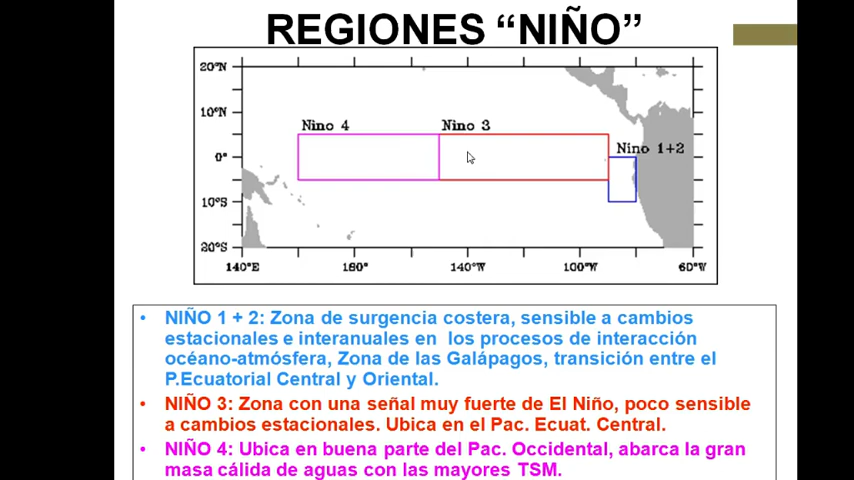 REGIONES “NIÑO”
20°N
10°N
0°
10°S
20°S
140°E
180°
140°W
100°W
60°W
Nino 4
Nino 3
Nino 1+2
• NIÑO 1 + 2: Zona de surgencia costera, sensible a cambios
estacionales e interanuales en los procesos de interacción
océano-atmósfera, Zona de las Galápagos, transición entre el
P.Ecuatorial Central y Oriental.
• NIÑO 3: Zona con una señal muy fuerte de El Niño, poco sensible
a cambios estacionales. Ubica en el Pac. Ecuat. Central.
• NIÑO 4: Ubica en buena parte del Pac. Occidental, abarca la gran
masa cálida de aguas con las mayores TSM.